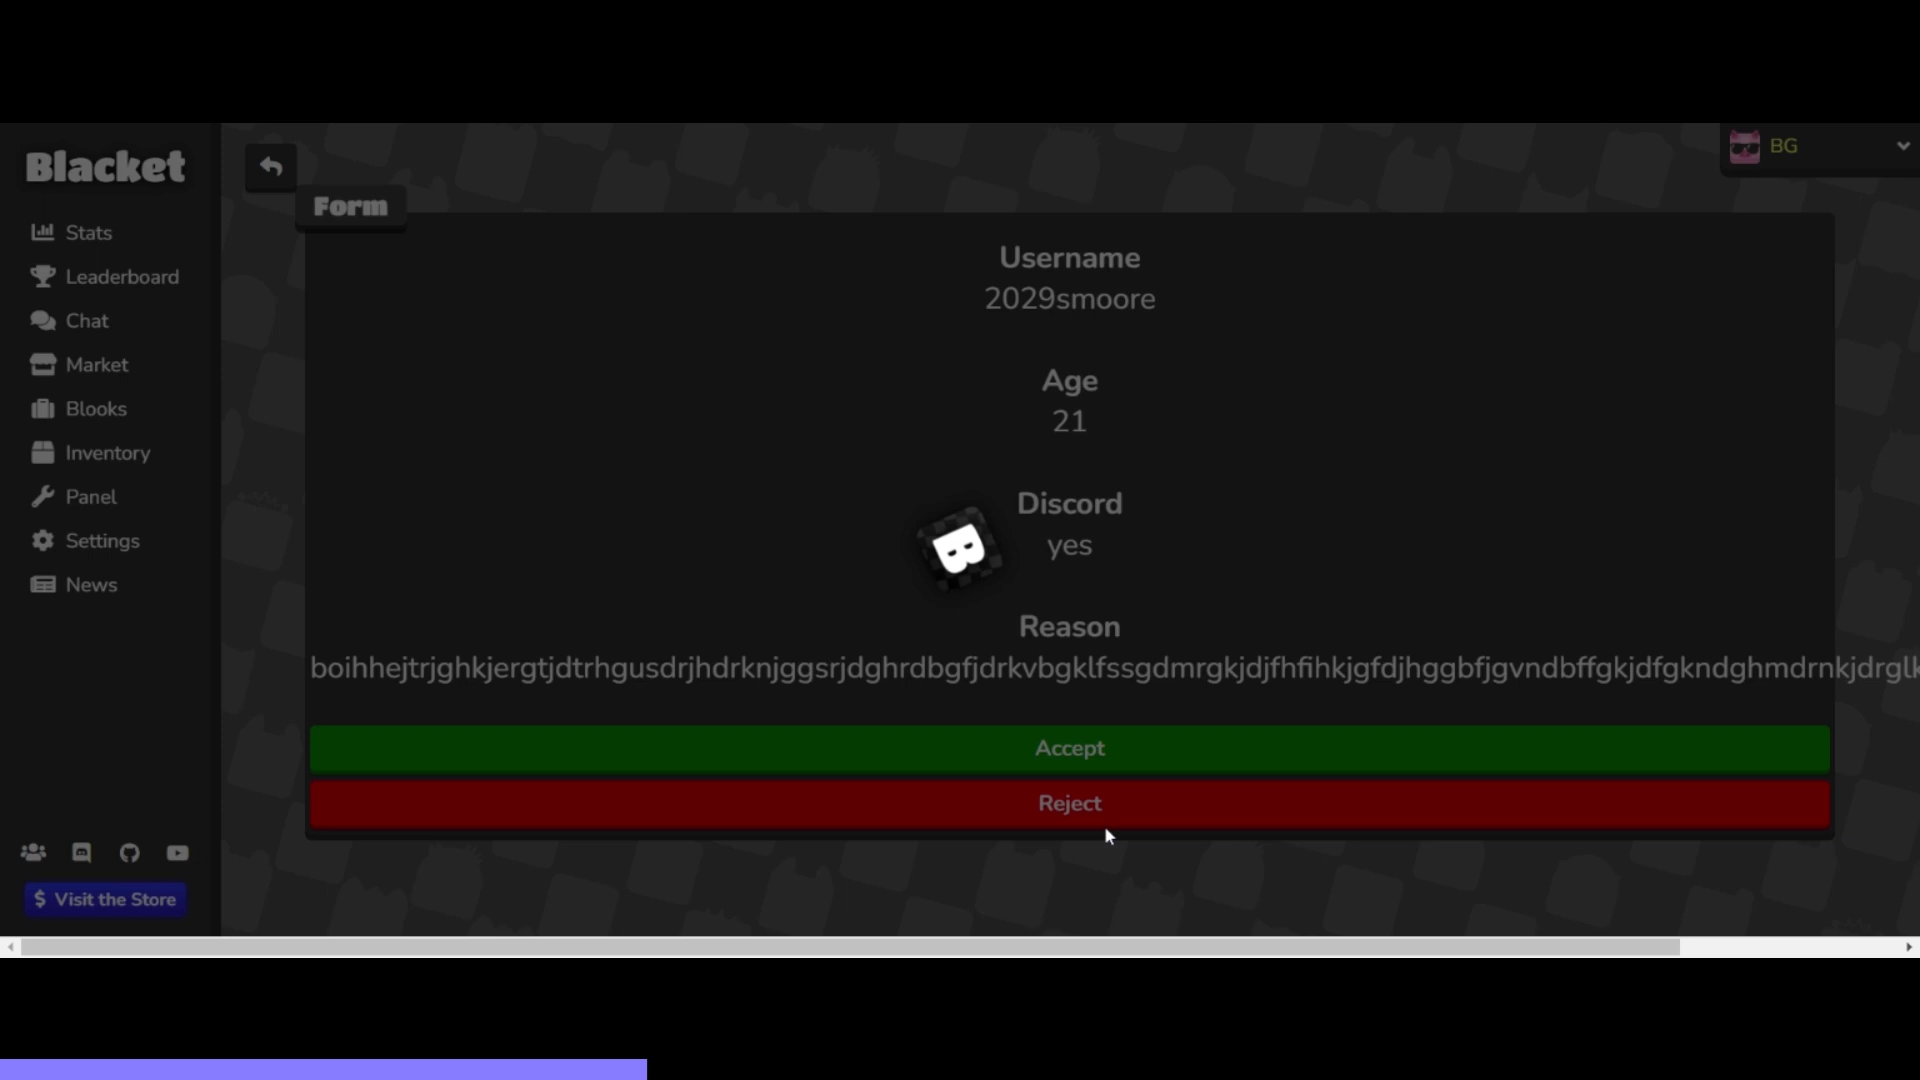 Blacket
Stats
Leaderboard
Chat
Market
Blooks
Inventory
Panel
Settings
News
$ Visit the Store
BG
Form
Username
2029smoore
Age
21
Discord
yes
Reason
boihhejtrjghkjergtjdtrhgusdrjhdrknjggsrjdghrdbgfjdrkvbgklfssgdmrgkjdjfhfihkjgfdjhggbfjgvndbffgkjdfgkndghmdrnkjdrglk
Accept
Reject